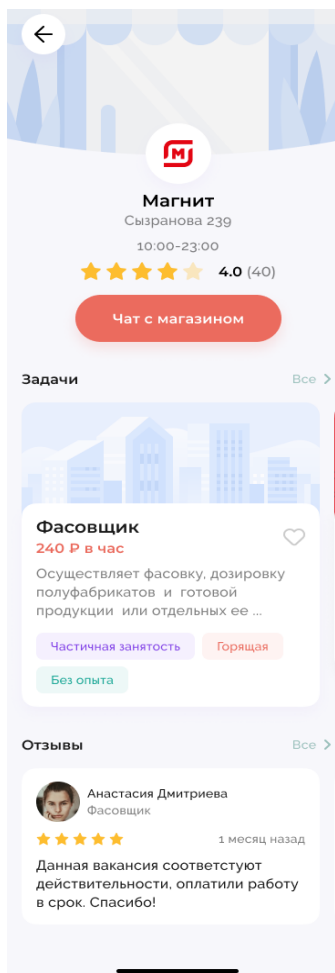 М
Магнит
Сызранова 239
10:00-23:00
4.0 (40)
Чат с магазином
Задачи
Все
Фасовщик
240 ₽ в час
Осуществляет фасовку, дозировку
полуфабрикатов и готовой
продукции или отдельных ее ...
Частичная занятость
Горящая
Без опыта
Отзывы
Все
Анастасия Дмитриева
Фасовщик
1 месяц назад
Данная вакансия соответстуют
действительности, оплатили работу
в срок. Спасибо!